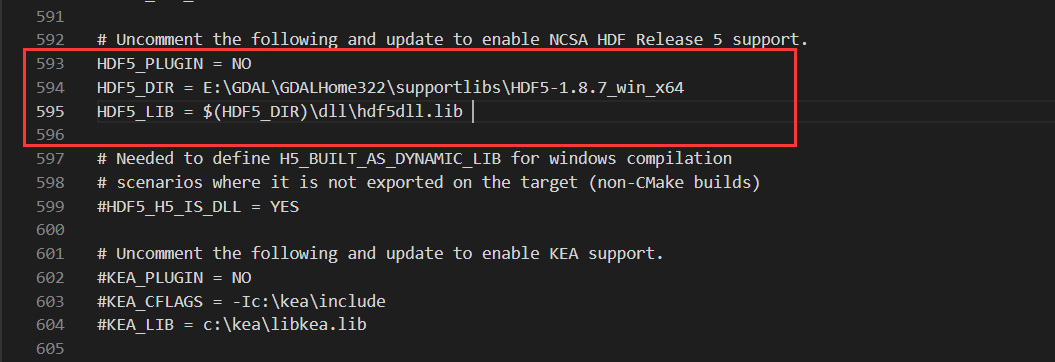 591
592 # Uncomment the following and update to enable NCSA HDF Release 5 support.
593 HDF5_PLUGIN = NO
594 HDF5_DIR = E:\GDAL\GDALHome322\supportlibs\HDF5-1.8.7_win_x64
595 HDF5_LIB = $(HDF5_DIR)\dll\hdf5dll.lib
596
597 # Needed to define H5_BUILT_AS_DYNAMIC_LIB for windows compilation
598 # scenarios where it is not exported on the target (non-CMake builds)
599 #HDF5_H5_IS_DLL = YES
600
601 # Uncomment the following and update to enable KEA support.
602 #KEA_PLUGIN = NO
603 #KEA_CFLAGS = -Ic:\kea\include
604 #KEA_LIB = c:\kea\libkea.lib
605